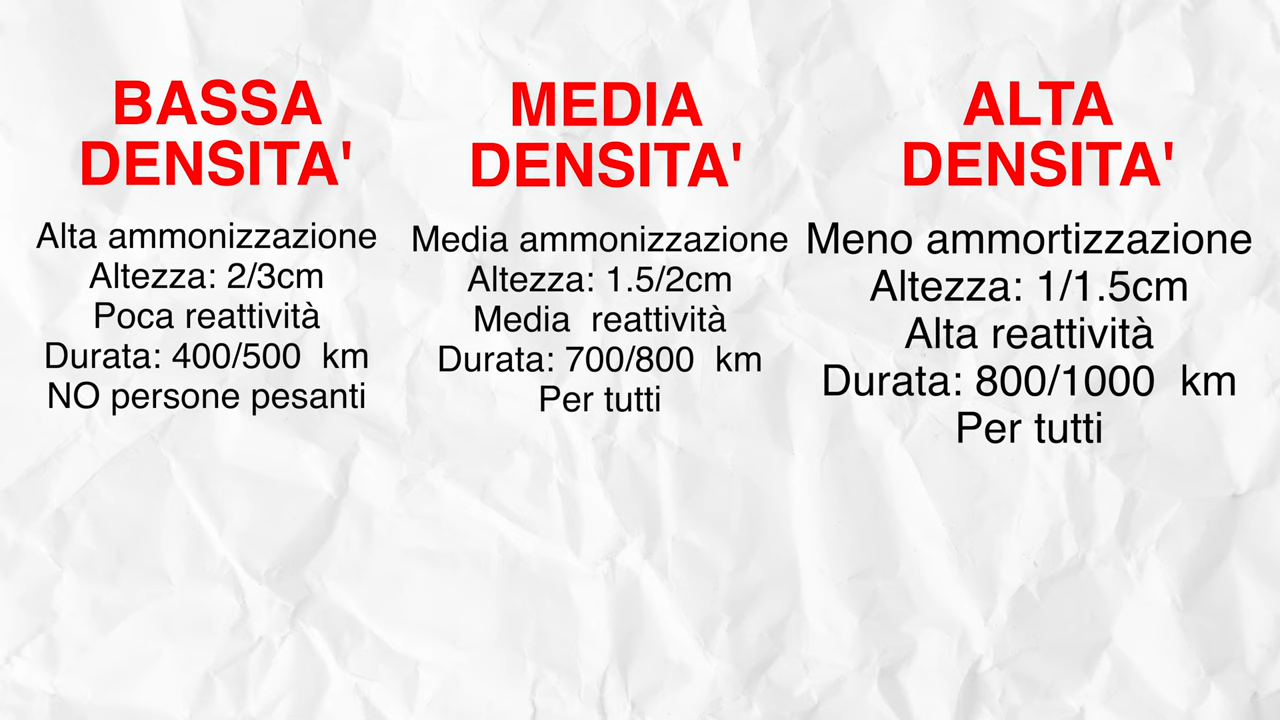 BASSA
DENSITA'
Alta ammonizzazione
Altezza: 2/3cm
Poca reattività
Durata: 400/500 km
NO persone pesanti
MEDIA
DENSITA'
Media ammonizzazione
Altezza: 1.5/2cm
Media reattività
Durata: 700/800 km
Per tutti
ALTA
DENSITA'
Meno ammortizzazione
Altezza: 1/1.5cm
Alta reattività
Durata: 800/1000 km
Per tutti